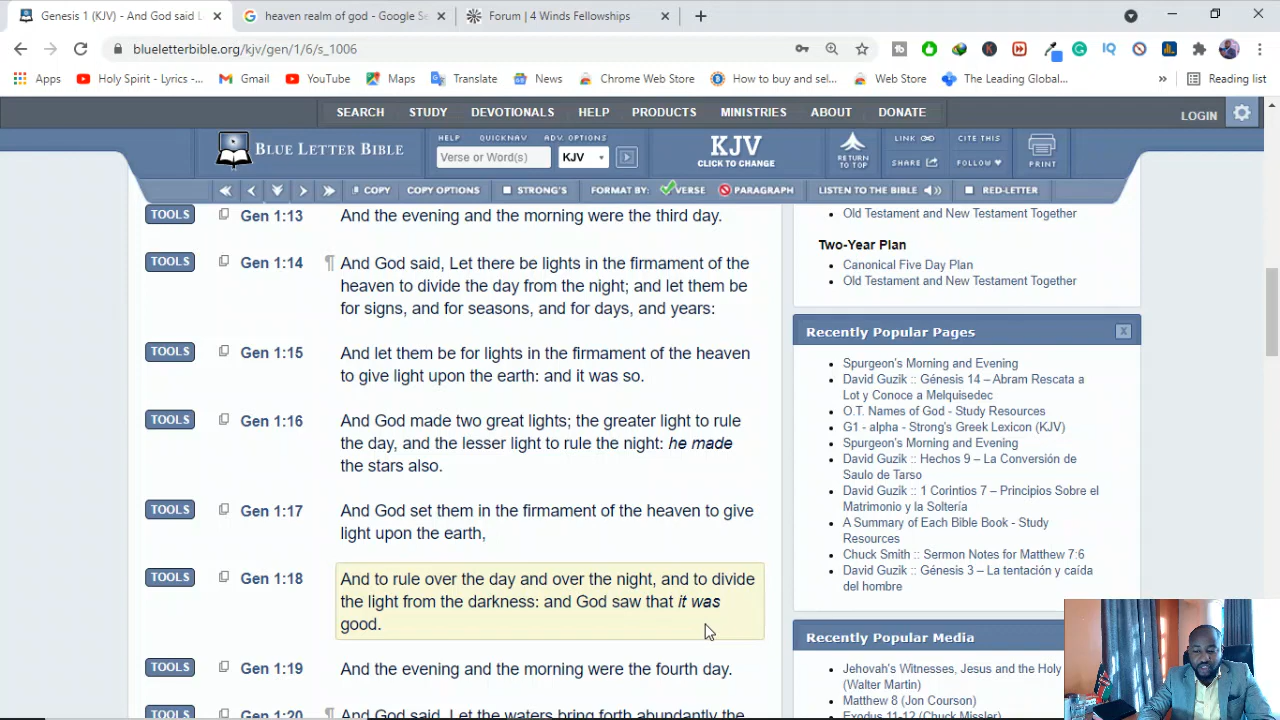 Genesis 1 (KJV) - And God said L
heaven realm of god - Google Se
Forum | 4 Winds Fellowships
blueletterbible.org/kjv/gen/1/6/s_1006
Apps
Holy Spirit - Lyrics -...
Gmail
YouTube
Maps
Translate
News
Chrome Web Store
How to buy and sel...
Web Store
The Leading Global...
Reading list
SEARCH
STUDY
DEVOTIONALS
HELP
PRODUCTS
MINISTRIES
ABOUT
DONATE
LOGIN
BLUE LETTER BIBLE
HELP
QUICKNAV
ADV. OPTIONS
Verse or Word(s)
KJV
KJV
CLICK TO CHANGE
RETURN
TO TOP
LINK
CITE THIS
SHARE
FOLLOW
PRINT
COPY
COPY OPTIONS
STRONG'S
FORMAT BY:
VERSE
PARAGRAPH
LISTEN TO THE BIBLE
RED-LETTER
TOOLS Gen 1:13 And the evening and the morning were the third day.
TOOLS Gen 1:14 ¶ And God said, Let there be lights in the firmament of the
heaven to divide the day from the night; and let them be
for signs, and for seasons, and for days, and years:
TOOLS Gen 1:15 And let them be for lights in the firmament of the heaven
to give light upon the earth: and it was so.
TOOLS Gen 1:16 And God made two great lights; the greater light to rule
the day, and the lesser light to rule the night: he made
the stars also.
TOOLS Gen 1:17 And God set them in the firmament of the heaven to give
light upon the earth,
TOOLS Gen 1:18 And to rule over the day and over the night, and to divide
the light from the darkness: and God saw that it was
good.
TOOLS Gen 1:19 And the evening and the morning were the fourth day.
TOOLS Gen 1:20 ¶ And God said, Let the waters bring forth abundantly the
Old Testament and New Testament Together
Two-Year Plan
Canonical Five Day Plan
Old Testament and New Testament Together
Recently Popular Pages
Spurgeon's Morning and Evening
David Guzik :: Génesis 14 – Abram Rescata a
Lot y Conoce a Melquisedec
O.T. Names of God - Study Resources
G1 - alpha - Strong's Greek Lexicon (KJV)
Spurgeon's Morning and Evening
David Guzik :: Hechos 9 – La Conversión de
Saulo de Tarso
David Guzik :: 1 Corintios 7 – Principios Sobre el
Matrimonio y la Soltería
A Summary of Each Bible Book - Study
Resources
Chuck Smith :: Sermon Notes for Matthew 7:6
David Guzik :: Génesis 3 – La tentación y caída
del hombre
Recently Popular Media
Jehovah's Witnesses, Jesus and the Holy
(Walter Martin)
Matthew 8 (Jon Courson)
Exodus 11-12 (Chuck Missler)